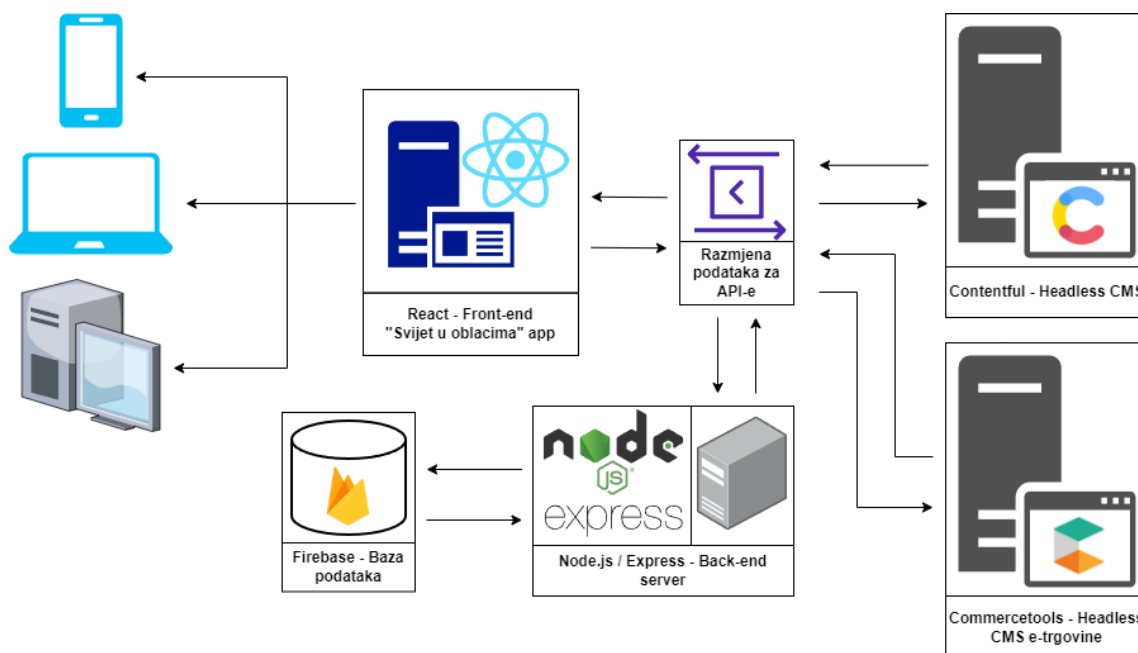 React - Front-end
"Svijet u oblacima" app
Razmjena
podataka za
API-e
Contentful - Headless CMS
Firebase - Baza
podataka
node
JS
express
Node.js / Express - Back-end
server
Commercetools - Headless
CMS e-trgovine